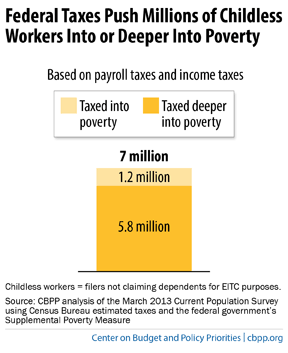 Federal Taxes Push Millions of Childless
Workers Into or Deeper Into Poverty
Based on payroll taxes and income taxes
Taxed into
poverty
Taxed deeper
into poverty
7 million
1.2 million
5.8 million
Childless workers = filers not claiming dependents for EITC purposes.
Source: CBPP analysis of the March 2013 Current Population Survey
using Census Bureau estimated taxes and the federal government's
Supplemental Poverty Measure
Center on Budget and Policy Priorities | cbpp.org